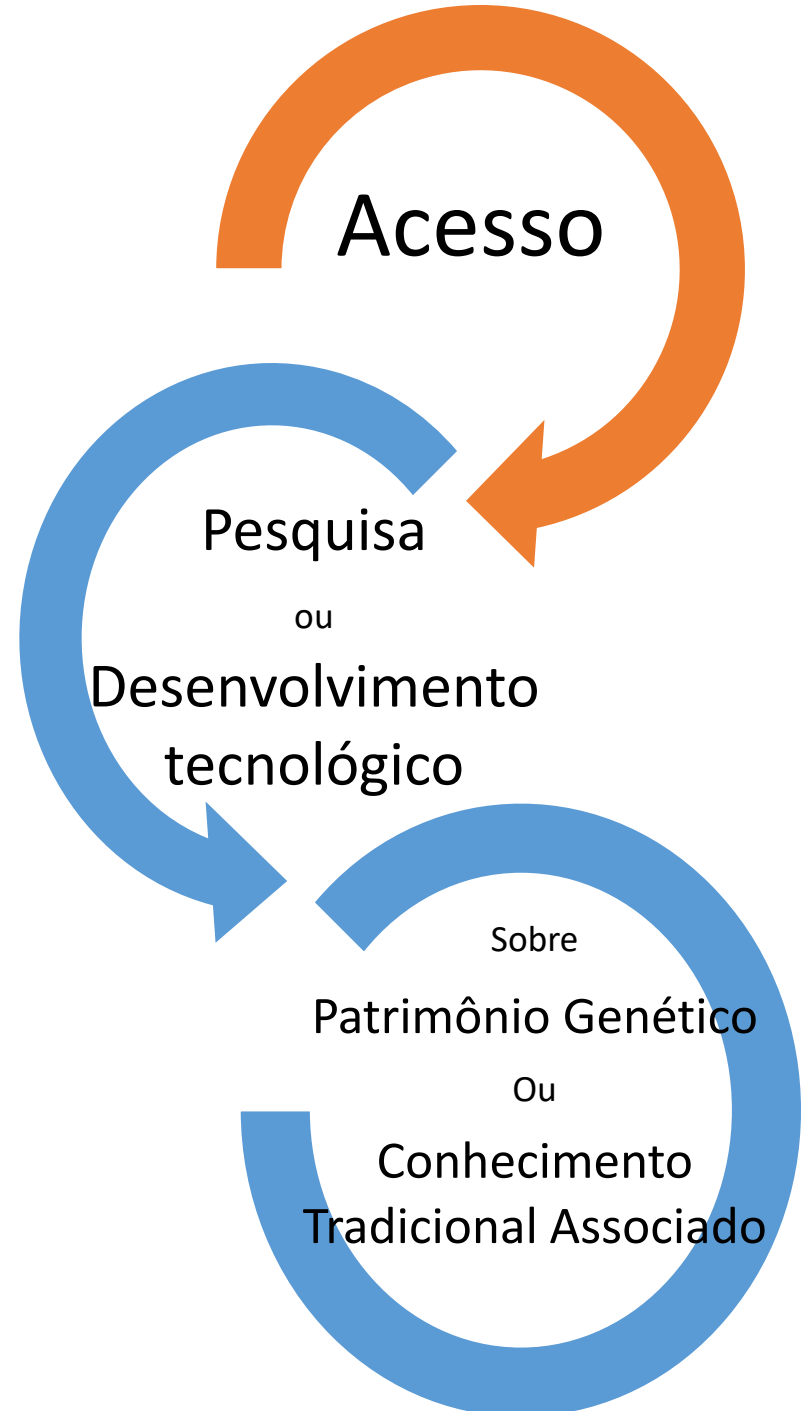 Acesso
Pesquisa
ou
Desenvolvimento
tecnológico
Sobre
Patrimônio Genético
Ou
Conhecimento
Tradicional Associado